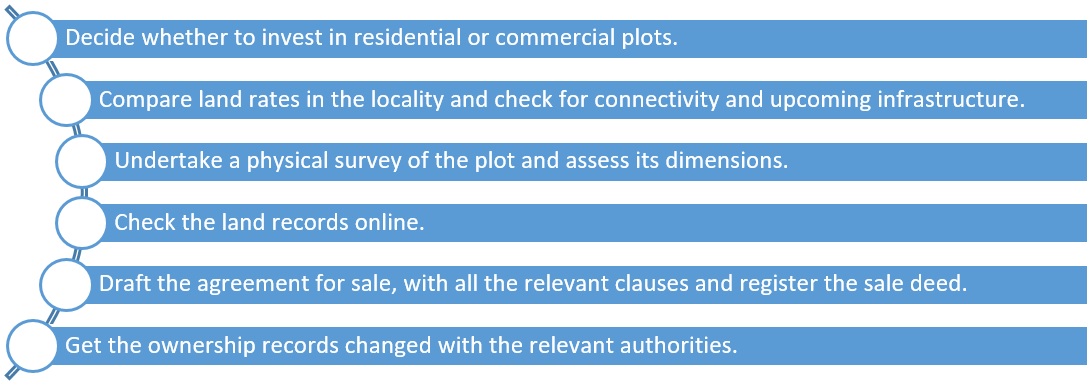 Decide whether to invest in residential or commercial plots.
Compare land rates in the locality and check for connectivity and upcoming infrastructure.
Undertake a physical survey of the plot and assess its dimensions.
Check the land records online.
Draft the agreement for sale, with all the relevant clauses and register the sale deed.
Get the ownership records changed with the relevant authorities.